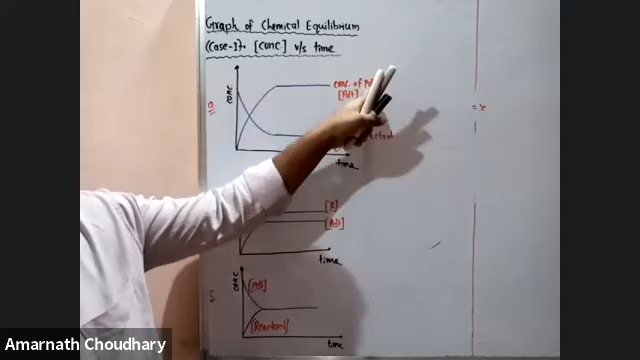 Graph of Chemical Equilibrium
(Case-I)→ [conc.] v/s time
conc
conc. of Pdt
[Pdt]
time
= x
[R]
[Pdt]
time
conc
[Pdt]
[Reactant]
time
Amarnath Choudhary